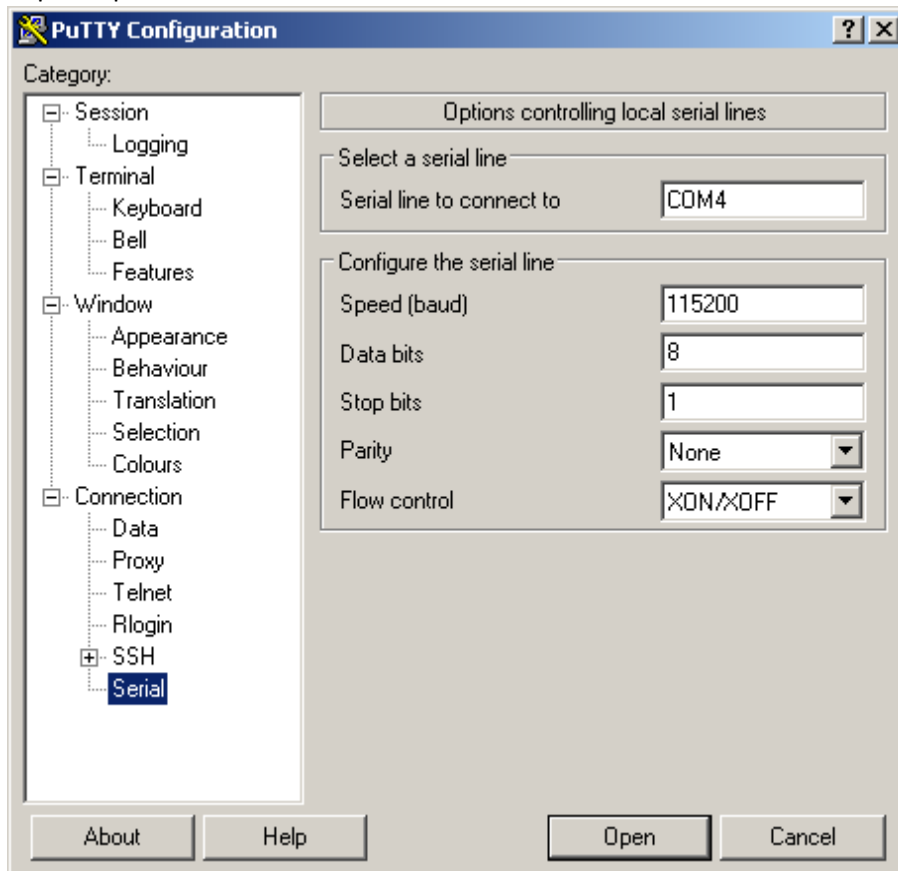 PuTTY Configuration
Category:
Session
Logging
Terminal
Keyboard
Bell
Features
Window
Appearance
Behaviour
Translation
Selection
Colours
Connection
Data
Proxy
Telnet
Rlogin
SSH
Serial
Options controlling local serial lines
Select a serial line
Serial line to connect to COM4
Configure the serial line
Speed (baud) 115200
Data bits 8
Stop bits 1
Parity None
Flow control XON/XOFF
About Help Open Cancel